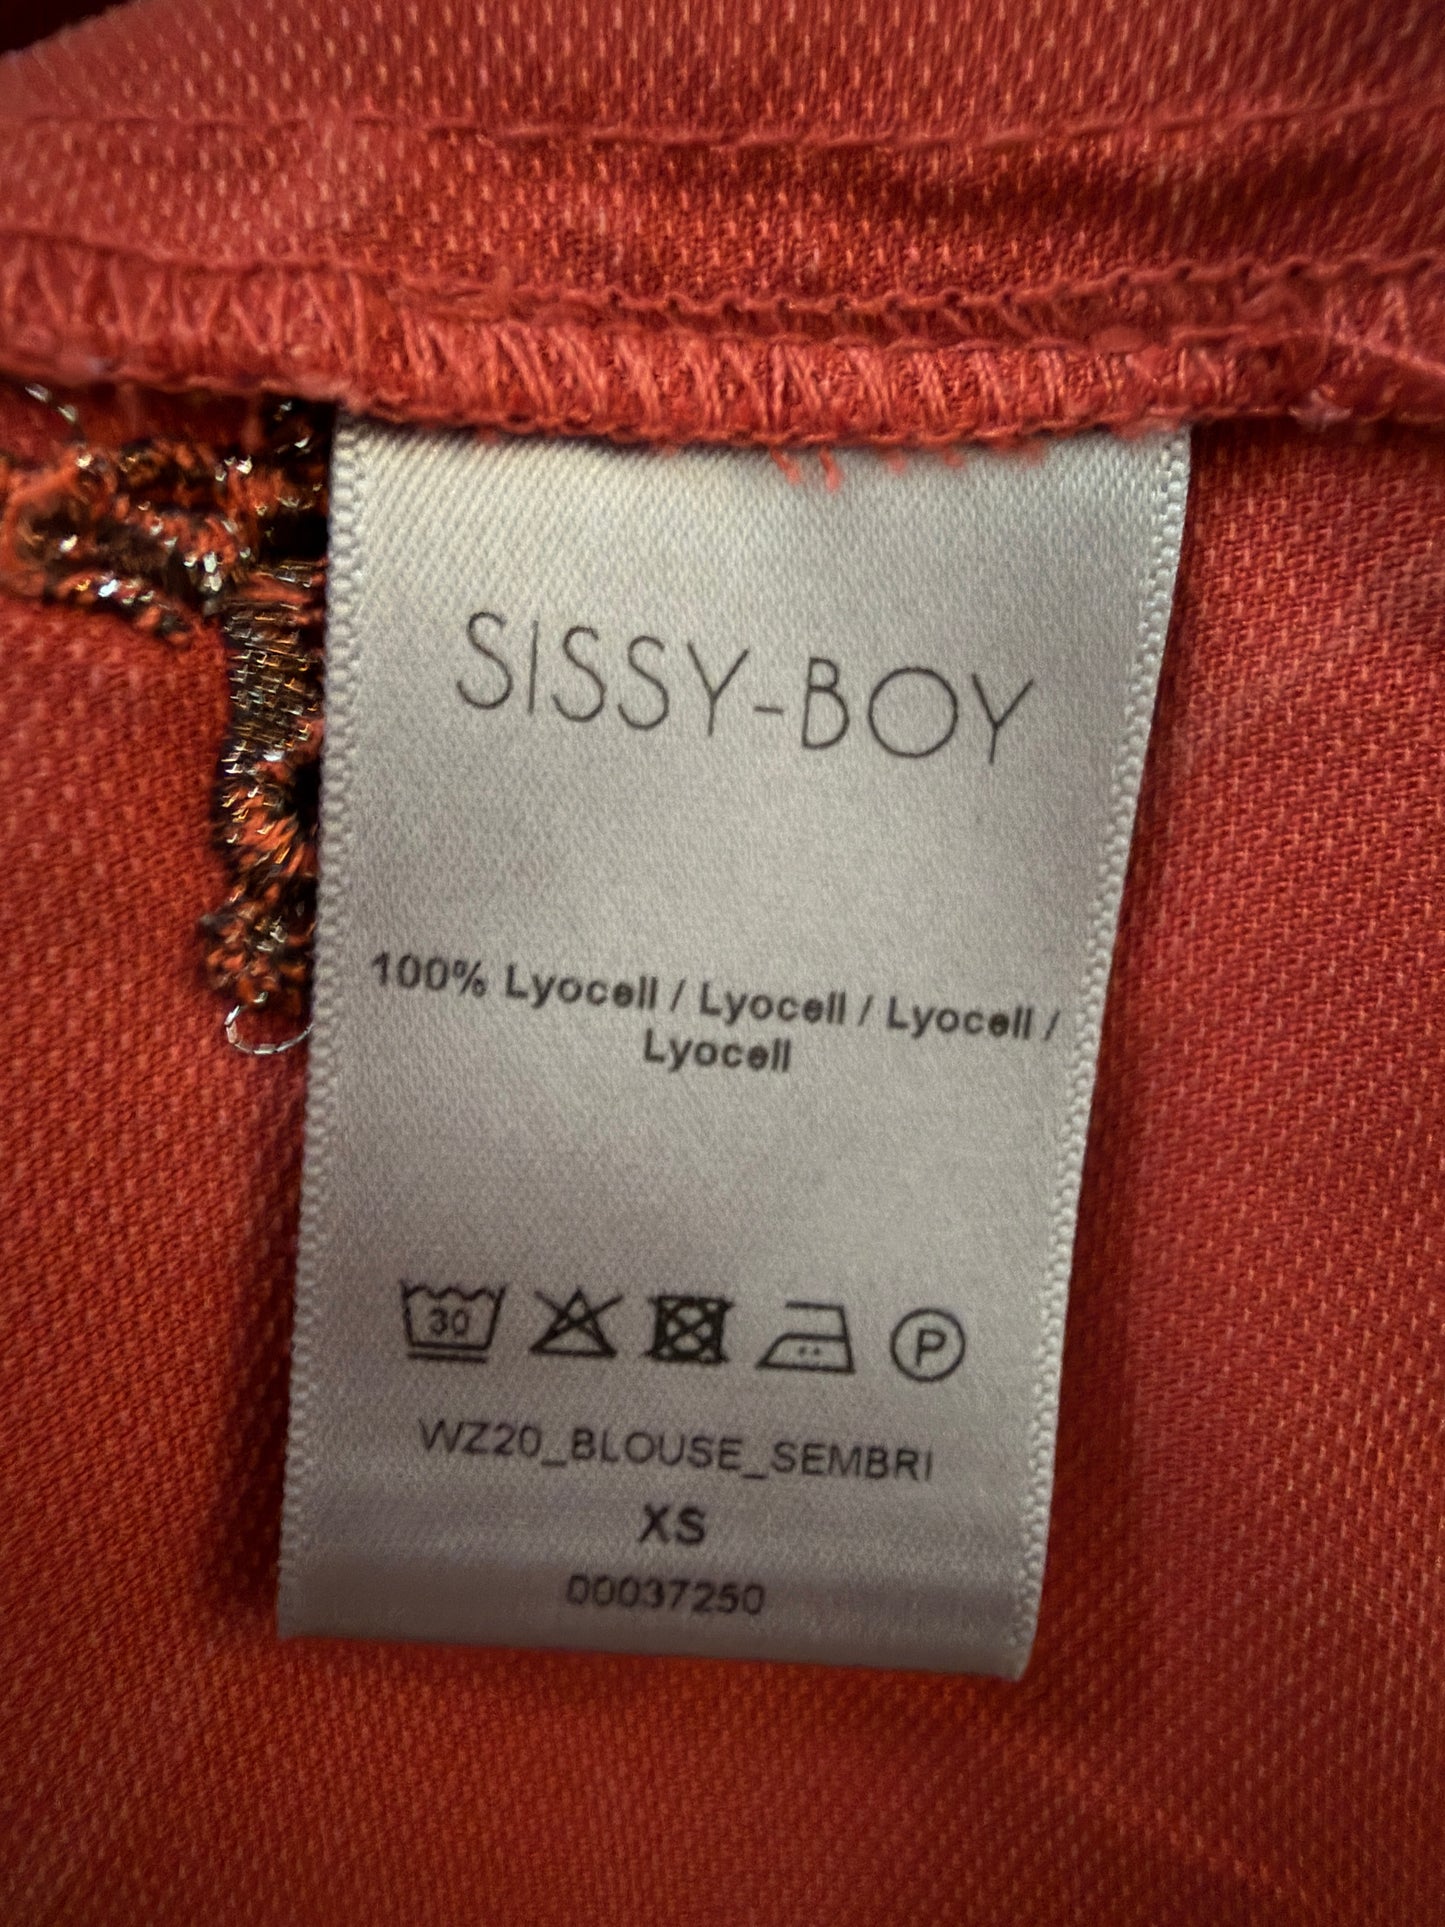 SISSY-BOY
100% Lyocell / Lyocell / Lyocell /
Lyocell
30 P
WZ20_BLOUSE_SEMBRI
XS
00037250